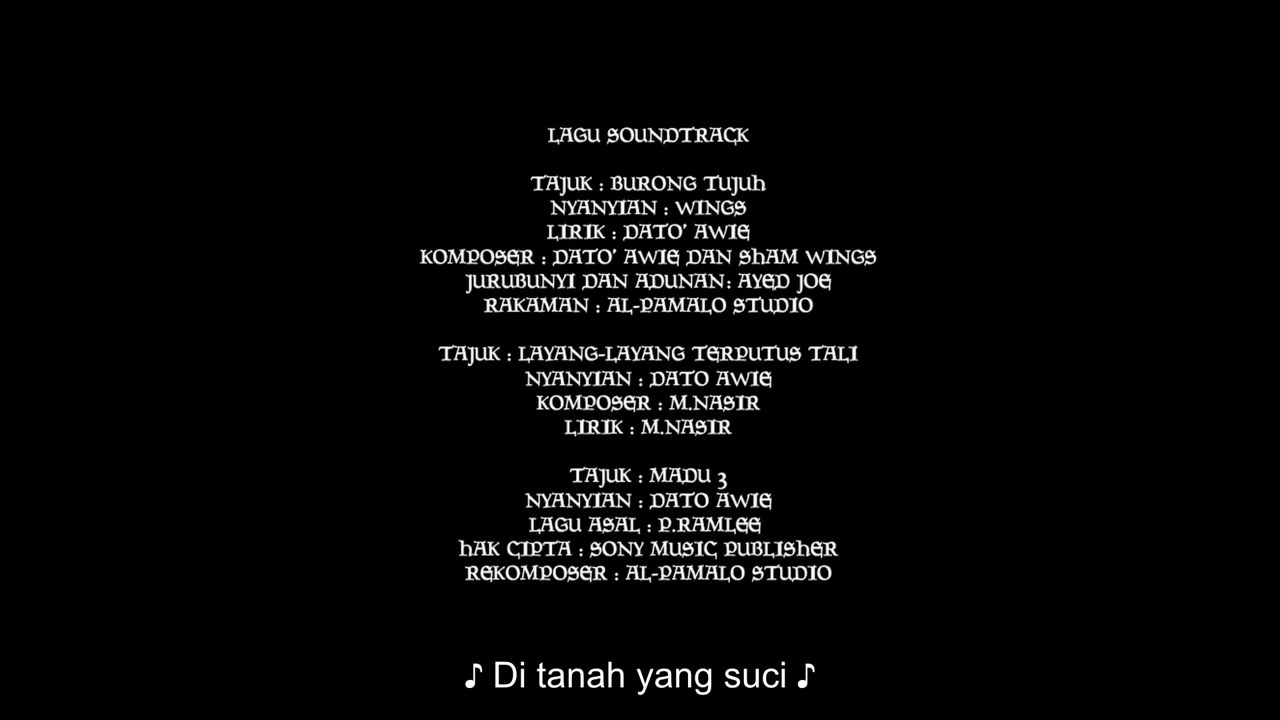 LAGU SOUNDTRACK
TAJUK : BURONG TUJUH
NYANYIAN : WINGS
LIRIK : DATO' AWIE
KOMPOSER : DATO' AWIE DAN SHAM WINGS
JURUBUNYI DAN ADUNAN: AYED JOE
RAKAMAN : AL-PAMALO STUDIO
TAJUK : LAYANG-LAYANG TERPUTUS TALI
NYANYIAN : DATO AWIE
KOMPOSER : M.NASIR
LIRIK : M.NASIR
TAJUK : MADU 3
NYANYIAN : DATO AWIE
LAGU ASAL : P.RAMLEE
HAK CIPTA : SONY MUSIC PUBLISHER
REKOMPOSER : AL-PAMALO STUDIO
♪ Di tanah yang suci ♪